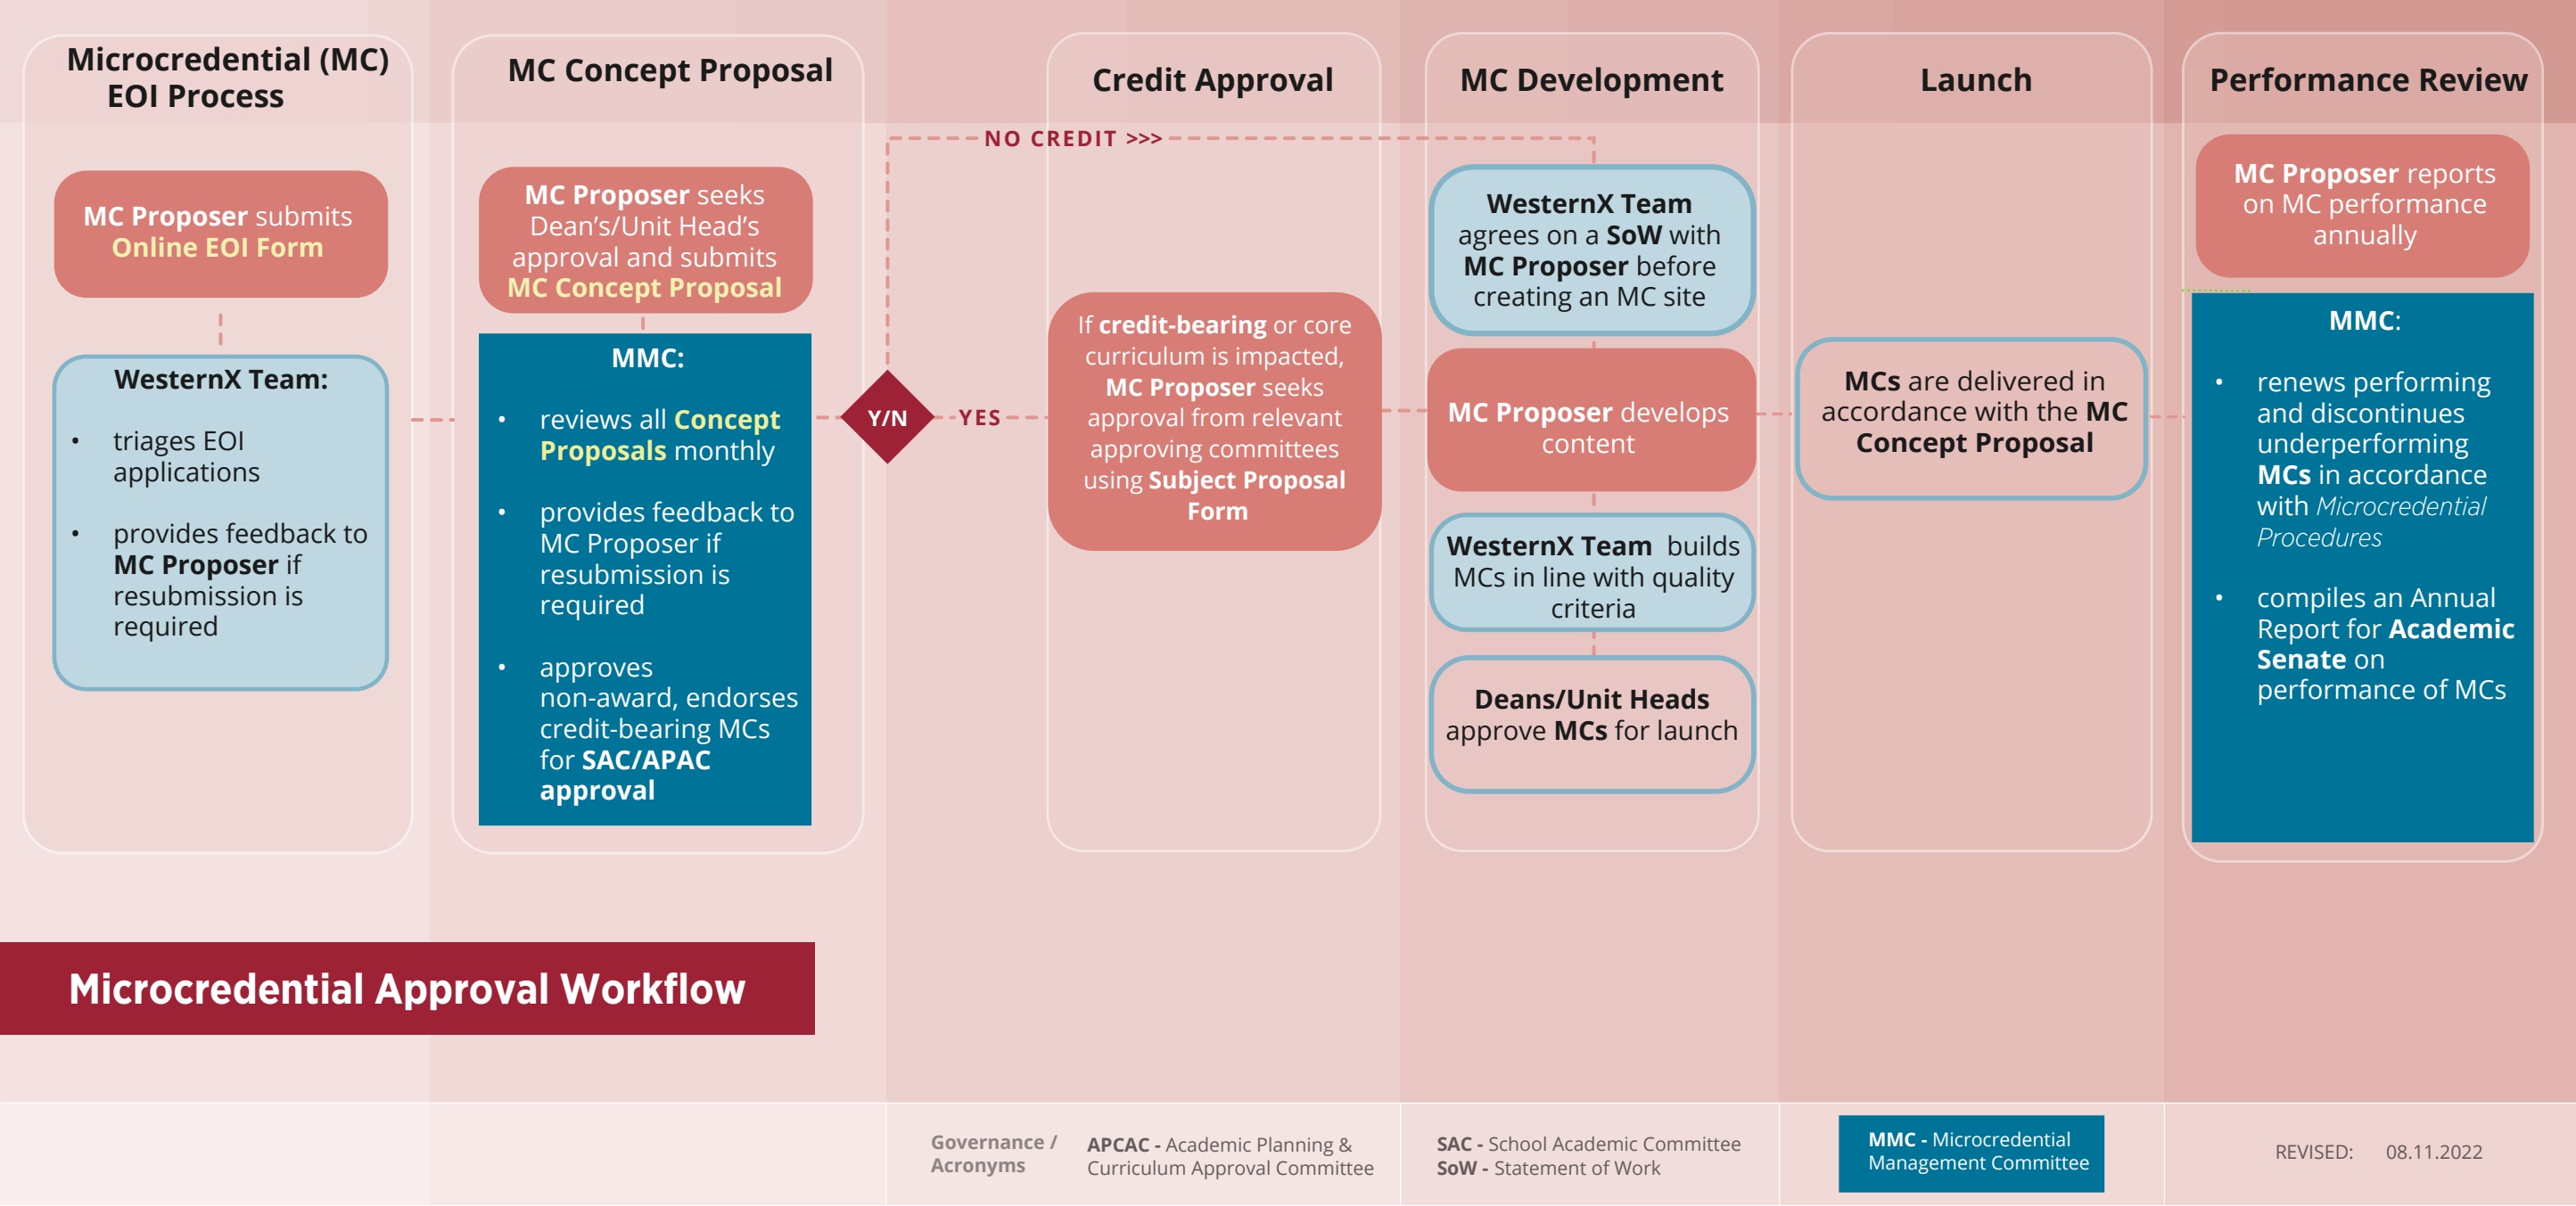 Microcredential (MC)
EOI Process
MC Proposer submits
Online EOI Form
WesternX Team:
• triages EOI
applications
• provides feedback to
MC Proposer if
resubmission is
required
MC Concept Proposal
MC Proposer seeks
Dean’s/Unit Head’s
approval and submits
MC Concept Proposal
MMC:
• reviews all Concept
Proposals monthly
• provides feedback to
MC Proposer if
resubmission is
required
• approves
non-award, endorses
credit-bearing MCs
for SAC/APAC
approval
Y/N
NO CREDIT >>>
YES
Credit Approval
If credit-bearing or core
curriculum is impacted,
MC Proposer seeks
approval from relevant
approving committees
using Subject Proposal
Form
MC Development
WesternX Team
agrees on a SoW with
MC Proposer before
creating an MC site
MC Proposer develops
content
WesternX Team builds
MCs in line with quality
criteria
Deans/Unit Heads
approve MCs for launch
Launch
MCs are delivered in
accordance with the MC
Concept Proposal
Performance Review
MC Proposer reports
on MC performance
annually
MMC:
• renews performing
and discontinues
underperforming
MCs in accordance
with Microcredential
Procedures
• compiles an Annual
Report for Academic
Senate on
performance of MCs
Microcredential Approval Workflow
Governance /
Acronyms
APCAC - Academic Planning &
Curriculum Approval Committee
SAC - School Academic Committee
SoW - Statement of Work
MMC - Microcredential
Management Committee
REVISED: 08.11.2022